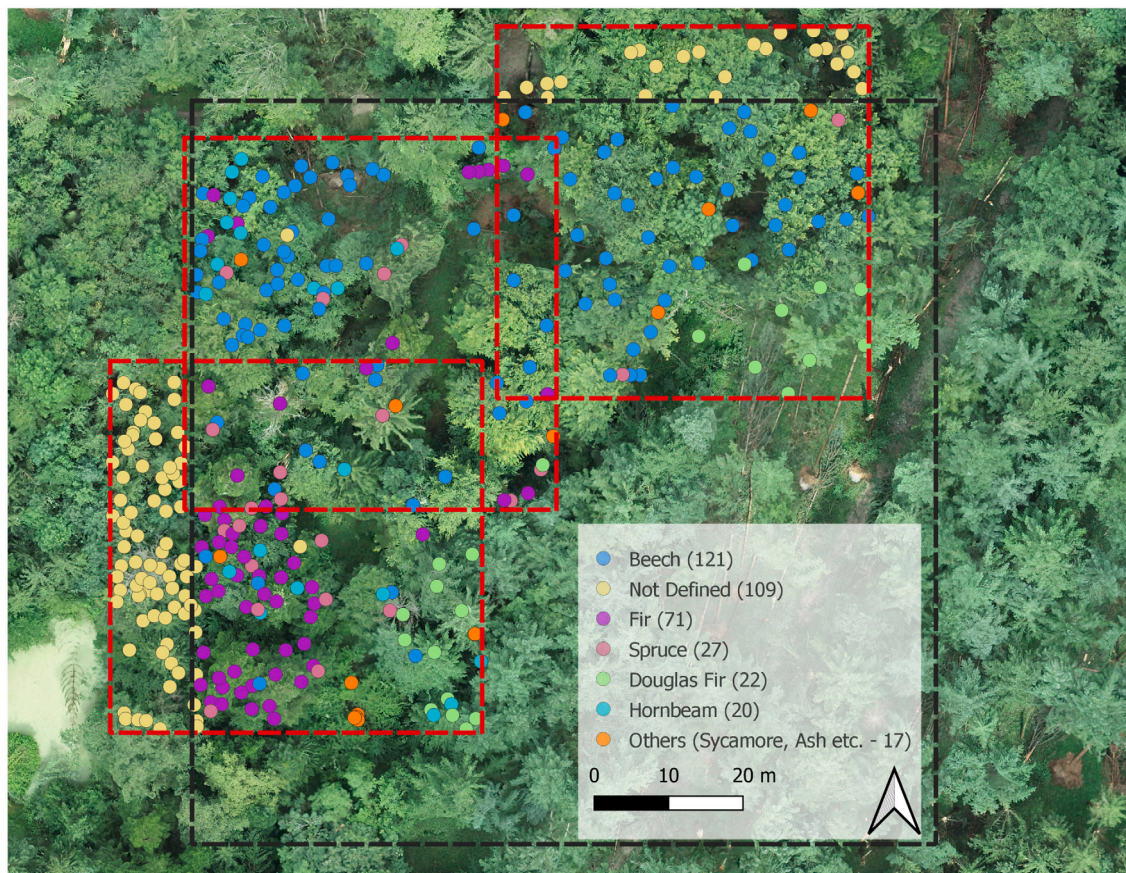 Beech (121)
Not Defined (109)
Fir (71)
Spruce (27)
Douglas Fir (22)
Hornbeam (20)
Others (Sycamore, Ash etc. - 17)
0 10 20 m